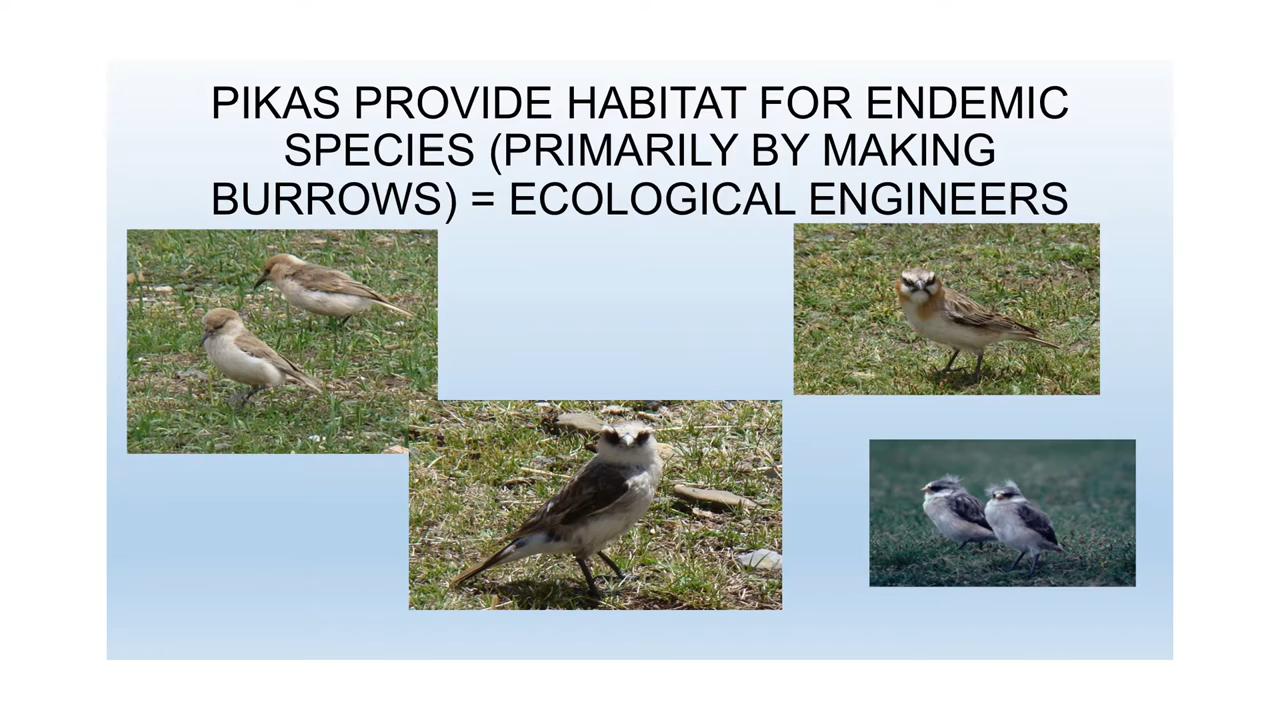 PIKAS PROVIDE HABITAT FOR ENDEMIC
SPECIES (PRIMARILY BY MAKING
BURROWS) = ECOLOGICAL ENGINEERS